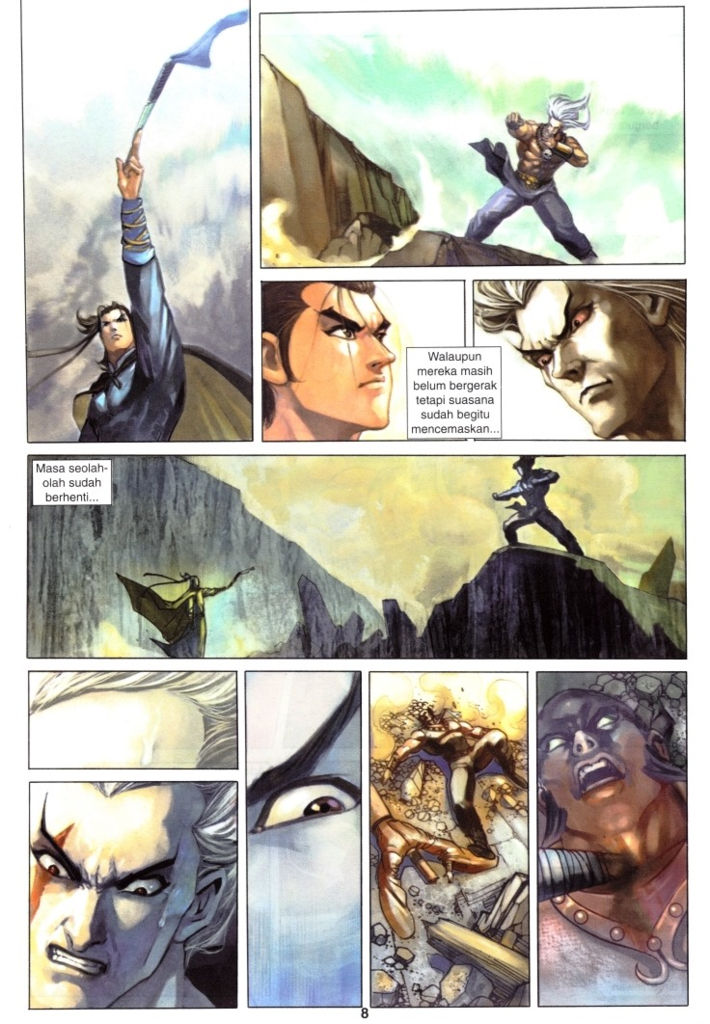 Walaupun
mereka masih
belum bergerak
tetapi suasana
sudah begitu
mencemaskan...
Masa seolah-
olah sudah
berhenti...
8